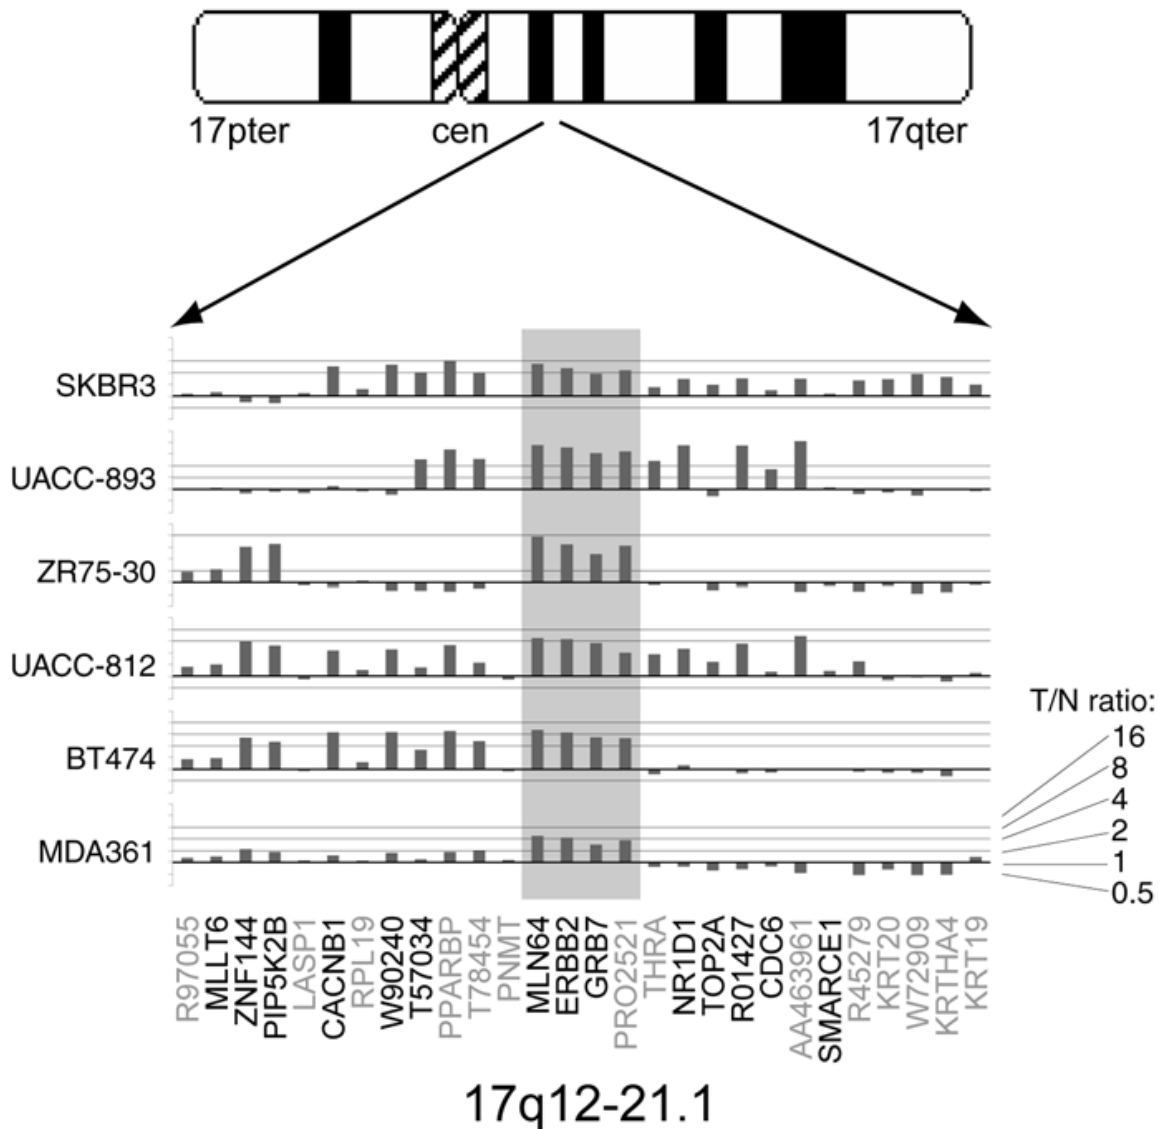 17pter cen 17qter
SKBR3
UACC-893
ZR75-30
UACC-812
BT474
MDA361
T/N ratio:
16
8
4
2
1
0.5
R97055
MLLT6
ZNF144
PIP5K2B
LASP1
CACNB1
RPL19
W90240
T57034
PPARBP
T78454
PNMT
MLN64
ERBB2
GRB7
PRO2521
THRA
NR1D1
TOP2A
R01427
CDC6
AA463961
SMARCE1
R45279
KRT20
W72909
KRTHA4
KRT19
17q12-21.1